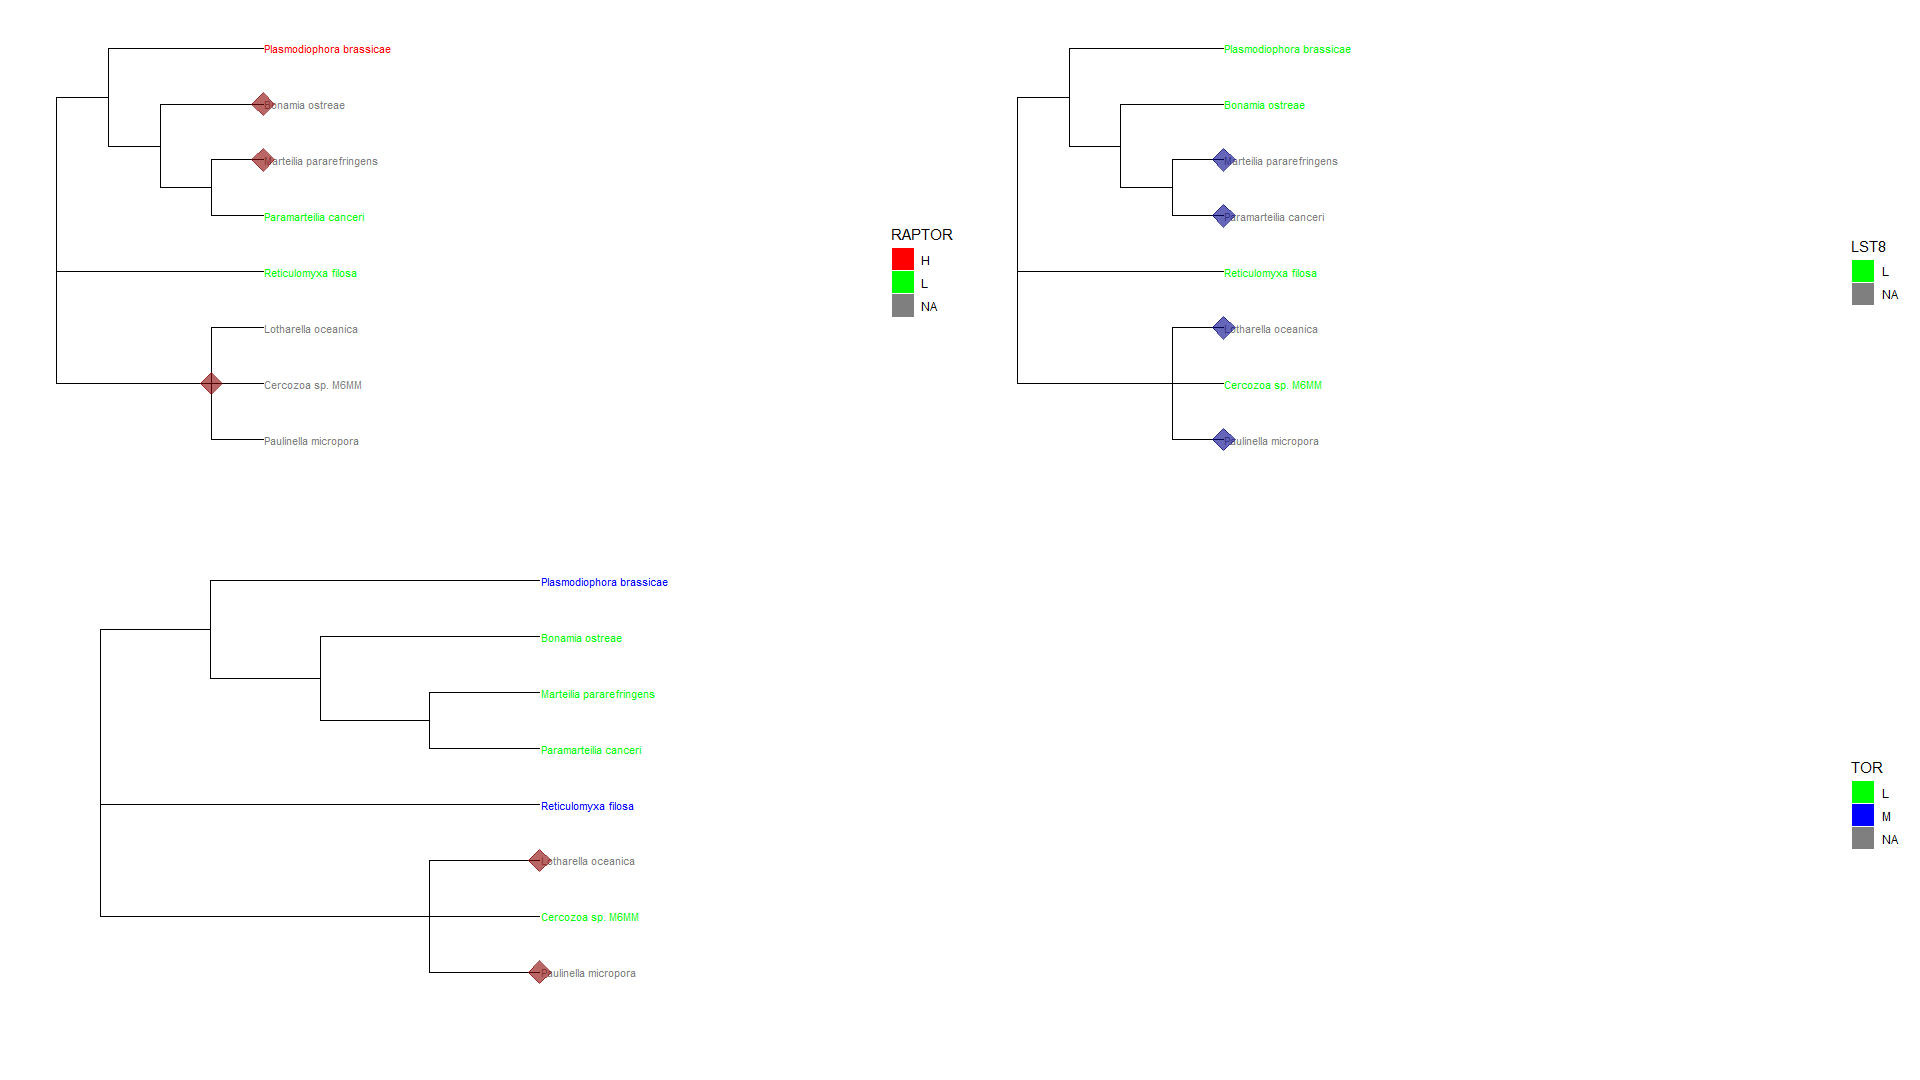 Plasmodiophora brassicae
Bonamia ostreae
Marteilia pararefringens
Paramarteilia canceri
Reticulomyxa filosa
Lotharella oceanica
Cercozoa sp. M6MM
Paulinella micropora
RAPTOR
H
L
NA
Plasmodiophora brassicae
Bonamia ostreae
Marteilia pararefringens
Paramarteilia canceri
Reticulomyxa filosa
Lotharella oceanica
Cercozoa sp. M6MM
Paulinella micropora
LST8
L
NA
Plasmodiophora brassicae
Bonamia ostreae
Marteilia pararefringens
Paramarteilia canceri
Reticulomyxa filosa
Lotharella oceanica
Cercozoa sp. M6MM
Paulinella micropora
TOR
L
M
NA